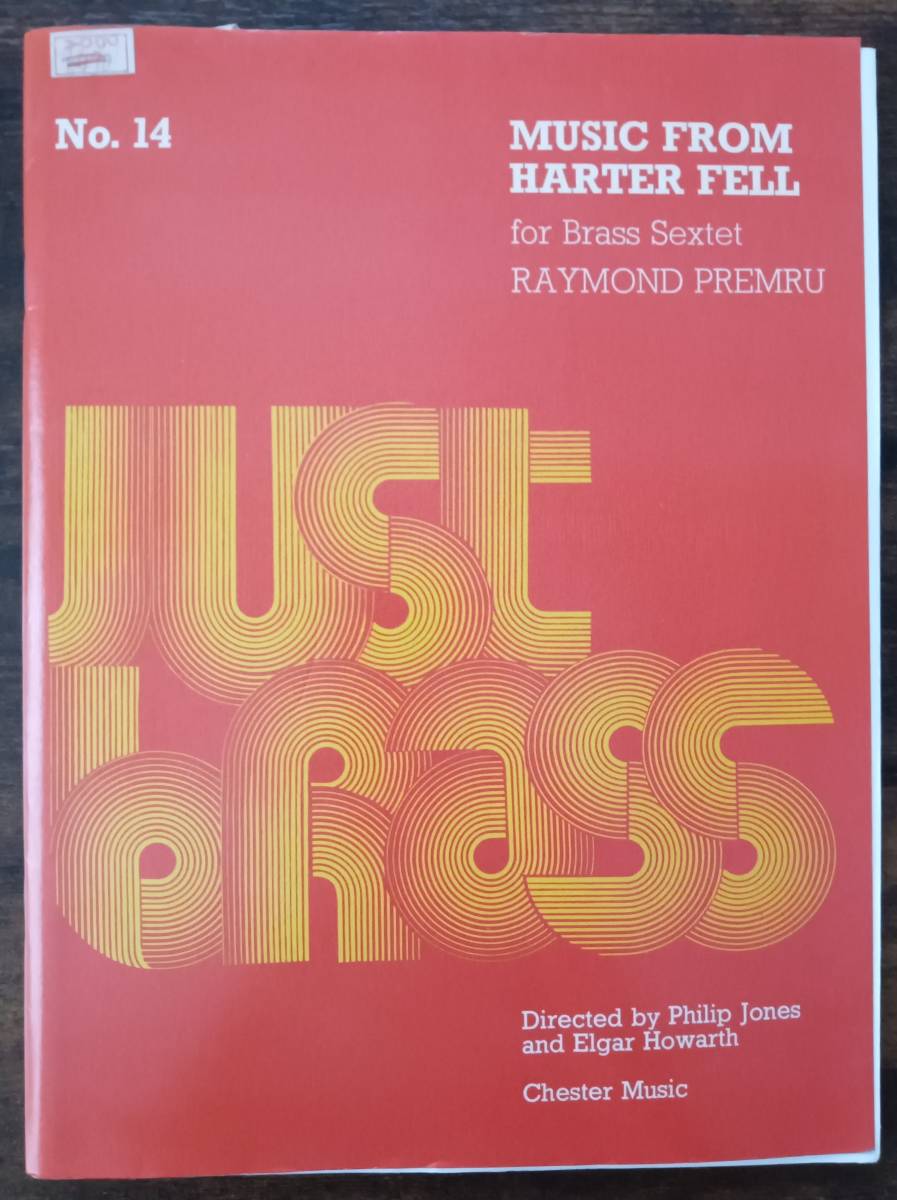 No. 14
MUSIC FROM
HARTER FELL
for Brass Sextet
RAYMOND PREMRU
JUST
bRass
Directed by Philip Jones
and Elgar Howarth
Chester Music